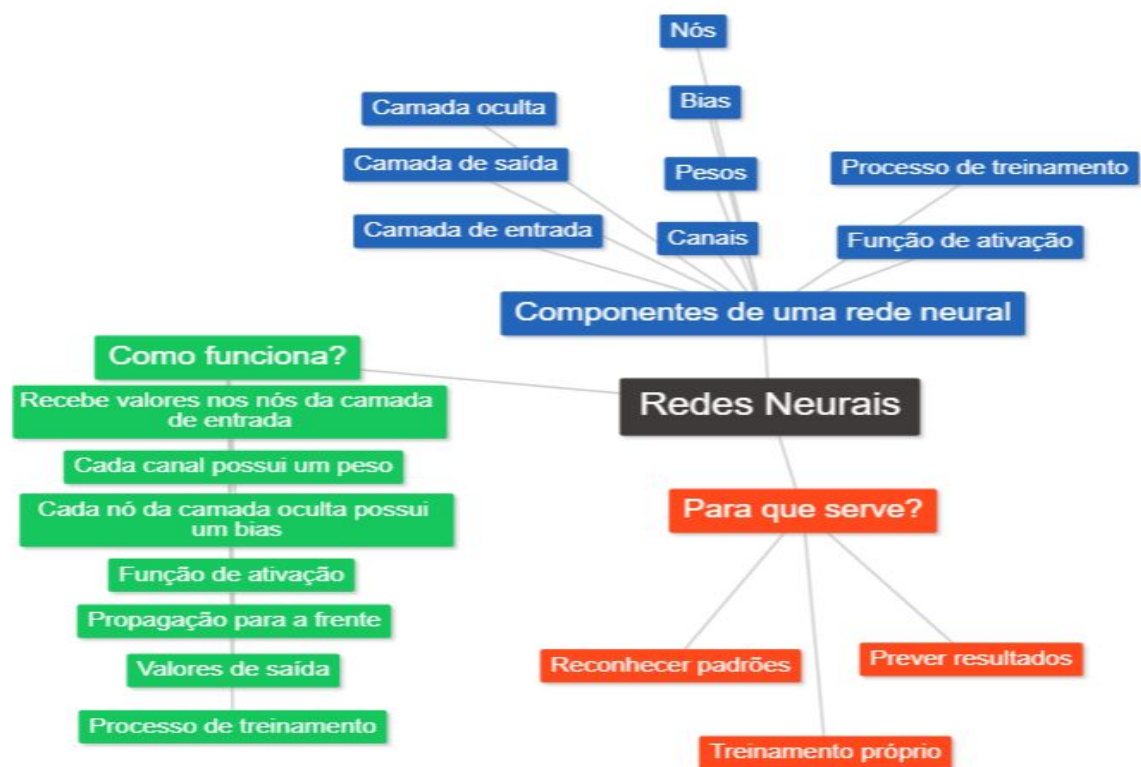 Nós
Bias
Camada oculta
Camada de saída
Pesos
Processo de treinamento
Camada de entrada
Canais
Função de ativação
Componentes de uma rede neural
Como funciona?
Recebe valores nos nós da camada
de entrada
Cada canal possui um peso
Cada nó da camada oculta possui
um bias
Função de ativação
Propagação para a frente
Valores de saída
Processo de treinamento
Redes Neurais
Para que serve?
Reconhecer padrões
Prever resultados
Treinamento próprio